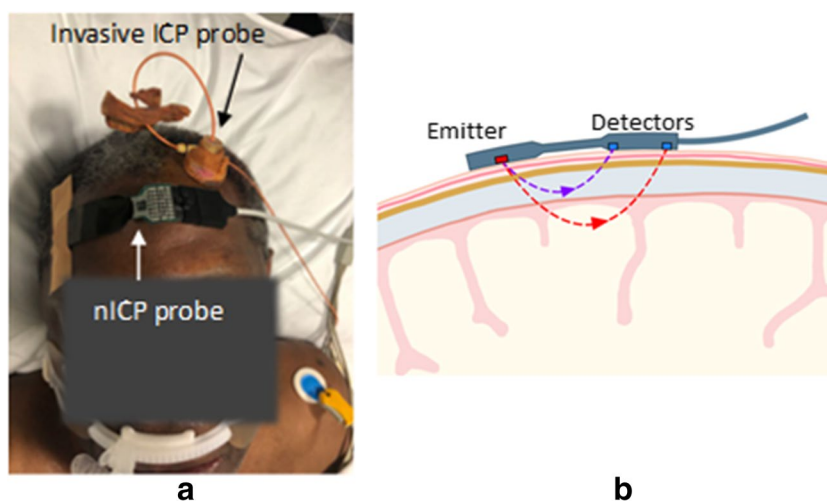 Invasive ICP probe
nICP probe
Emitter
Detectors
a
b